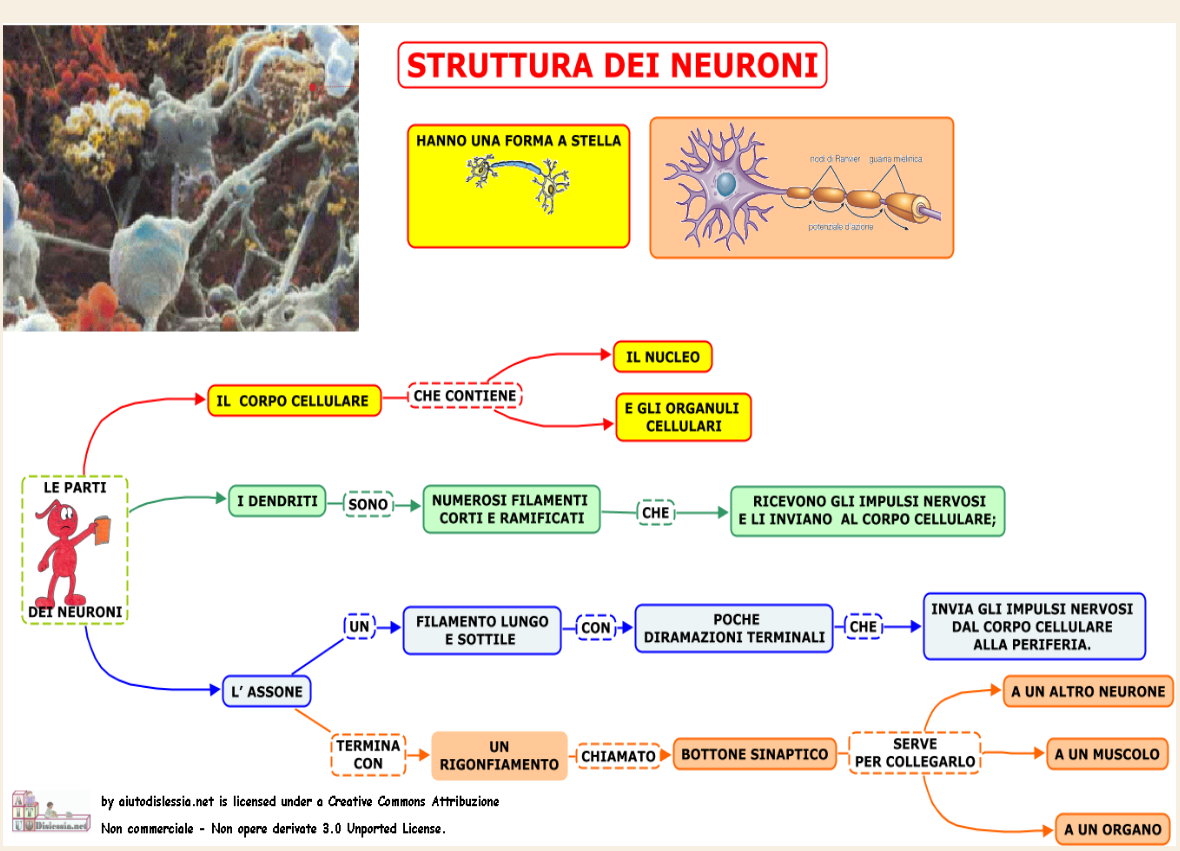 STRUTTURA DEI NEURONI
HANNO UNA FORMA A STELLA
nodi di Ranvier guaina mielinica
potenziale d'azione
IL NUCLEO
IL CORPO CELLULARE
CHE CONTIENE
E GLI ORGANULI
CELLULARI
LE PARTI
DEI NEURONI
I DENDRITI
SONO
NUMEROSI FILAMENTI
CORTI E RAMIFICATI
CHE
RICEVONO GLI IMPULSI NERVOSI
E LI INVIANO AL CORPO CELLULARE;
L' ASSONE
UN
FILAMENTO LUNGO
E SOTTILE
CON
POCHE
DIRAMAZIONI TERMINALI
CHE
INVIA GLI IMPULSI NERVOSI
DAL CORPO CELLULARE
ALLA PERIFERIA.
TERMINA
CON
UN
RIGONFIAMENTO
CHIAMATO
BOTTONE SINAPTICO
SERVE
PER COLLEGARLO
A UN ALTRO NEURONE
A UN MUSCOLO
A UN ORGANO
Dislessia.net
by aiutodislessia.net is licensed under a Creative Commons Attribuzione
Non commerciale - Non opere derivate 3.0 Unported License.